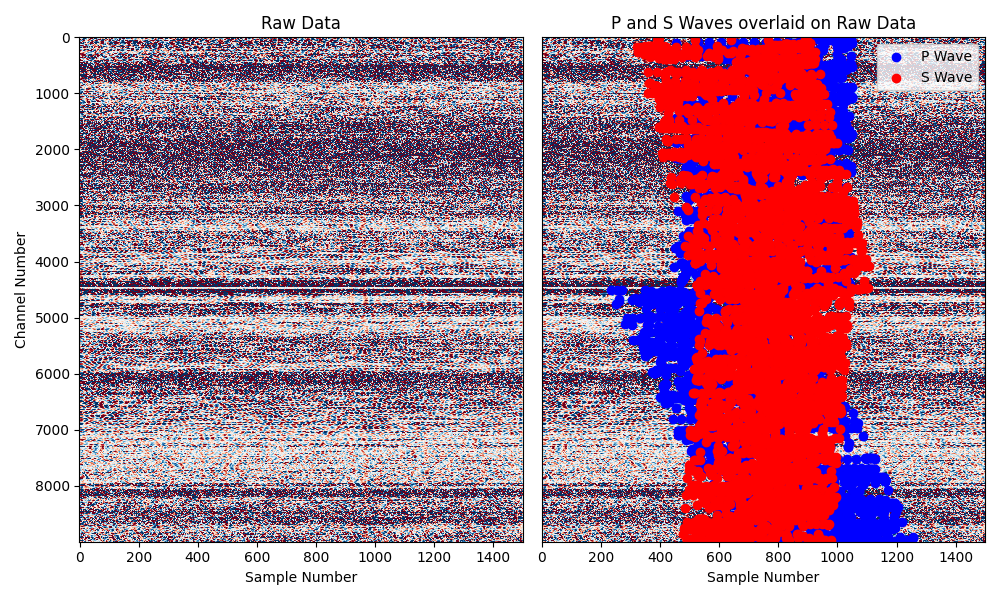 Raw Data
P and S Waves overlaid on Raw Data
P Wave
S Wave
Channel Number
0
1000
2000
3000
4000
5000
6000
7000
8000
0 200 400 600 800 1000 1200 1400
0 200 400 600 800 1000 1200 1400
Sample Number
Sample Number